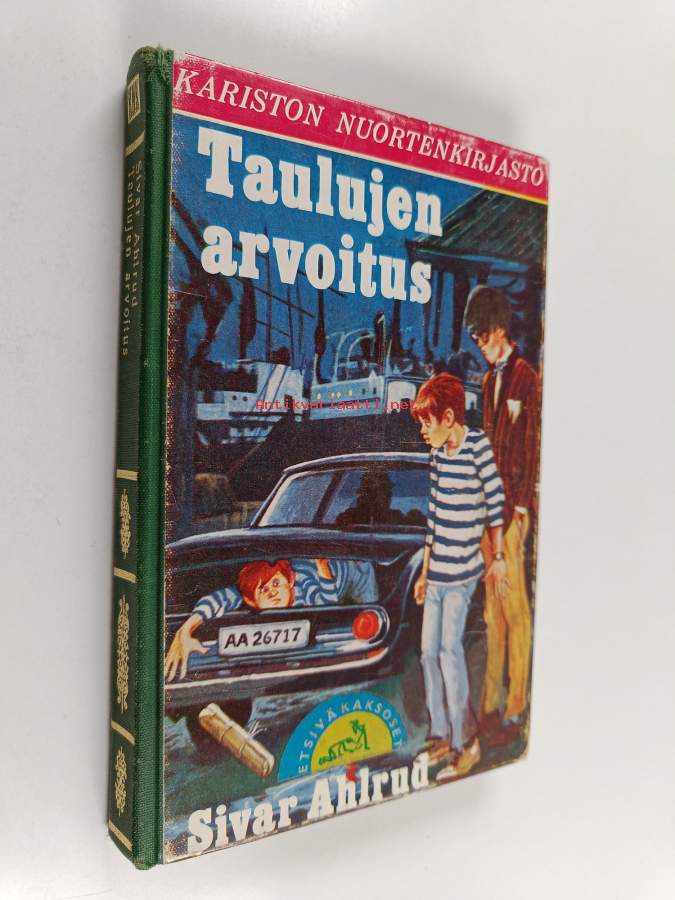 KARISTON NUORTENKIRJASTO
Taulujen
arvoitus
Antikvariaatti.net
AA 26717
ETSIVÄKAKSOSET
Sivar Ahlrud
Sivar Ahlrud
Taulujen arvoitus